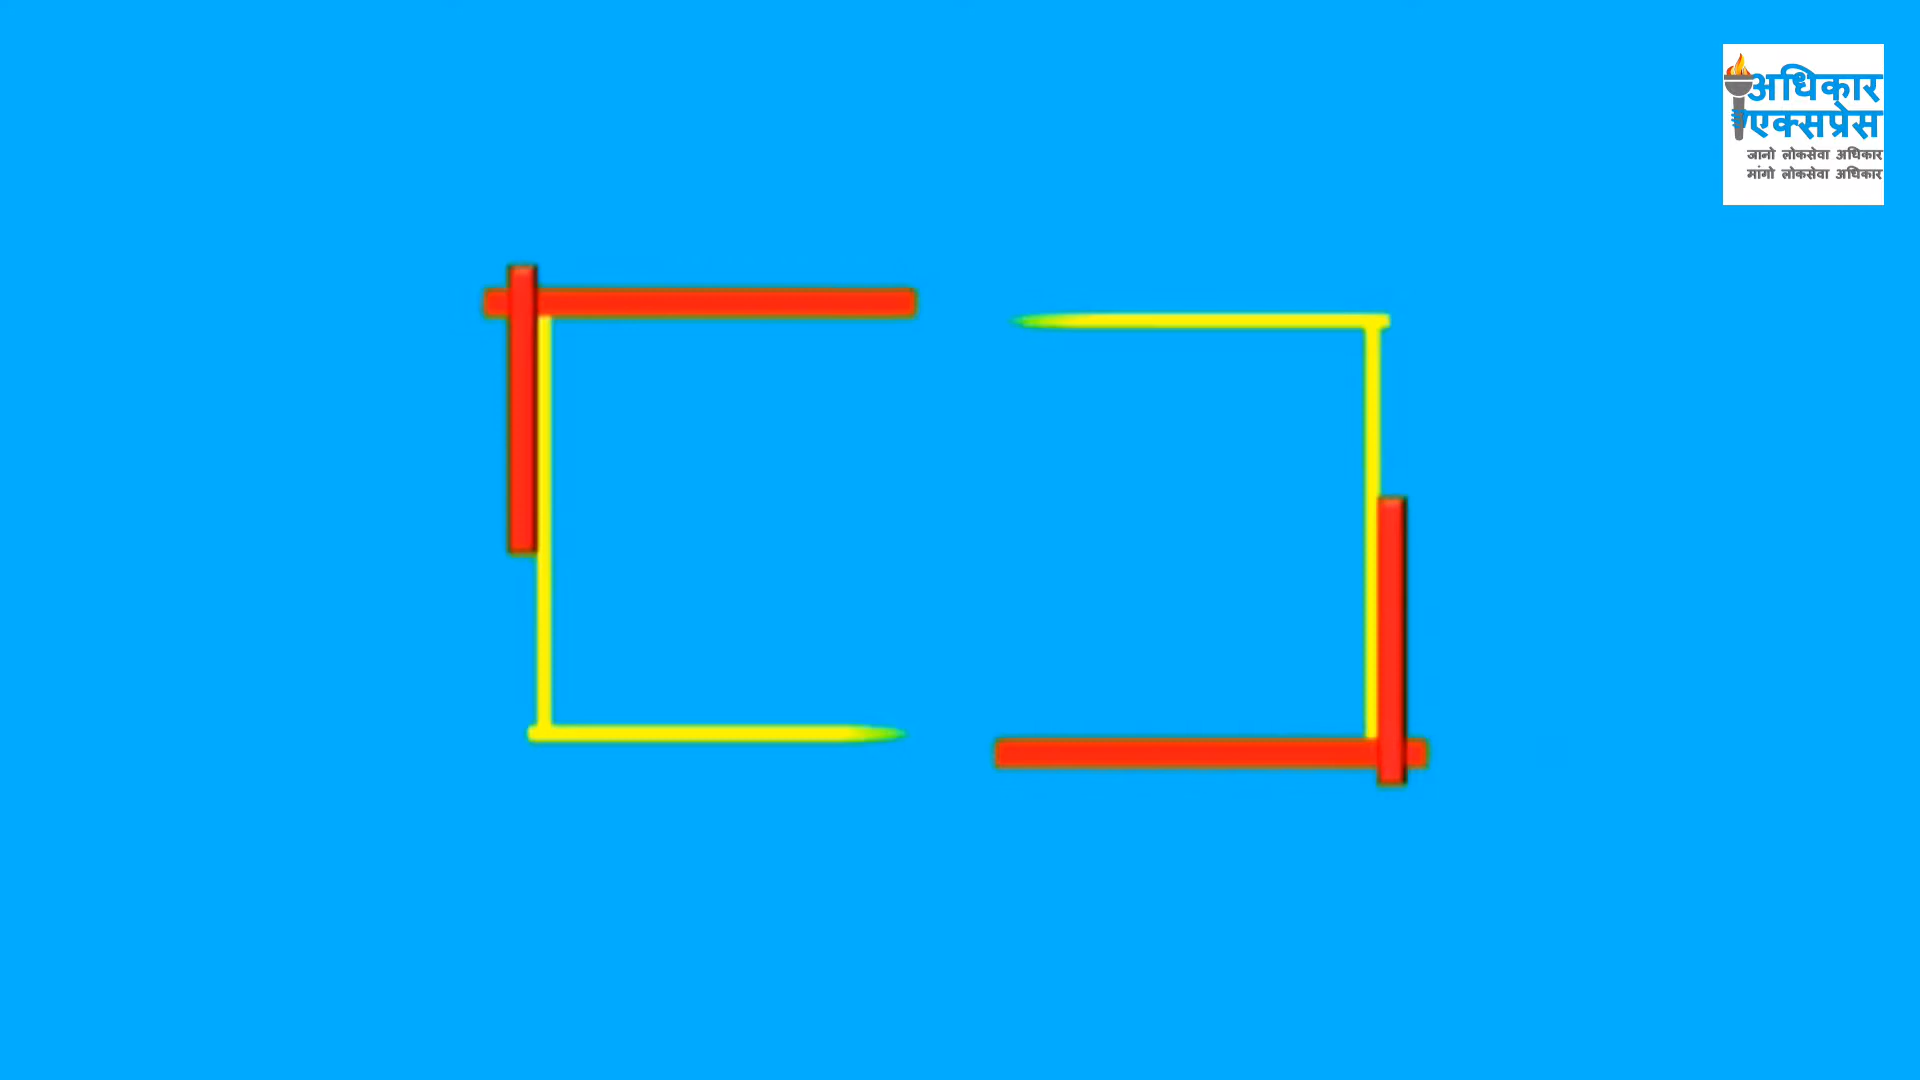 अधिकार
एक्सप्रेस
जानो लोकसेवा अधिकार
मांगो लोकसेवा अधिकार